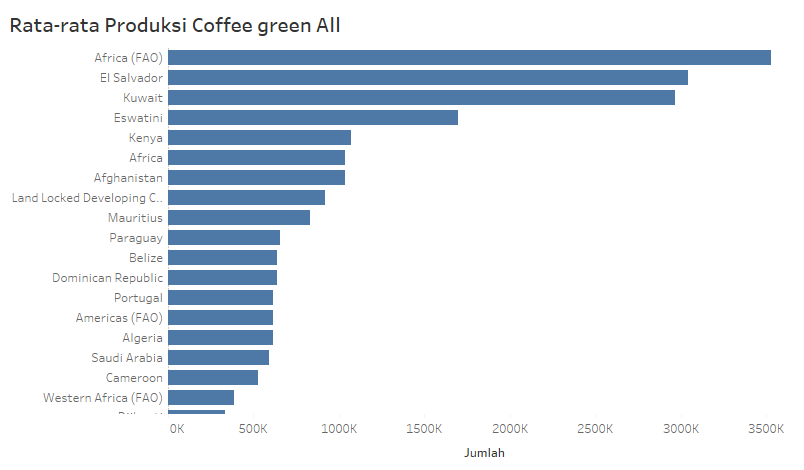 Rata-rata Produksi Coffee green All
Africa (FAO)
El Salvador
Kuwait
Eswatini
Kenya
Africa
Afghanistan
Land Locked Developing C..
Mauritius
Paraguay
Belize
Dominican Republic
Portugal
Americas (FAO)
Algeria
Saudi Arabia
Cameroon
Western Africa (FAO)
0K 500K 1000K 1500K 2000K 2500K 3000K 3500K
Jumlah